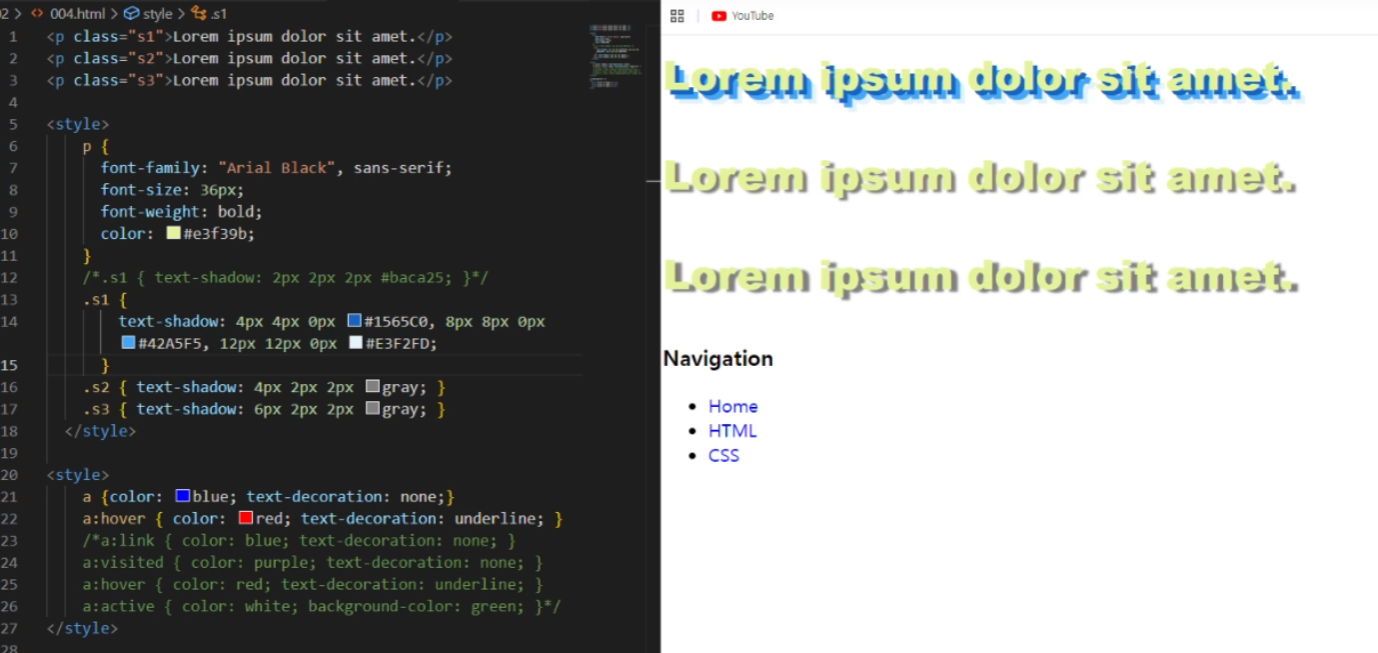 02 > <> 004.html > style > .s1
1 <p class="s1">Lorem ipsum dolor sit amet.</p>
2 <p class="s2">Lorem ipsum dolor sit amet.</p>
3 <p class="s3">Lorem ipsum dolor sit amet.</p>
4
5 <style>
6 p {
7 font-family: "Arial Black", sans-serif;
8 font-size: 36px;
9 font-weight: bold;
10 color: #e3f39b;
11 }
12 /*.s1 { text-shadow: 2px 2px 2px #baca25; }*/
13 .s1 {
14 text-shadow: 4px 4px 0px #1565C0, 8px 8px 0px
#42A5F5, 12px 12px 0px #E3F2FD;
15 }
16 .s2 { text-shadow: 4px 2px 2px gray; }
17 .s3 { text-shadow: 6px 2px 2px gray; }
18 </style>
19
20 <style>
21 a {color: blue; text-decoration: none;}
22 a:hover { color: red; text-decoration: underline; }
23 /*a:link { color: blue; text-decoration: none; }
24 a:visited { color: purple; text-decoration: none; }
25 a:hover { color: red; text-decoration: underline; }
26 a:active { color: white; background-color: green; }*/
27 </style>
28
YouTube
Lorem ipsum dolor sit amet.
Lorem ipsum dolor sit amet.
Lorem ipsum dolor sit amet.
Navigation
Home
HTML
CSS